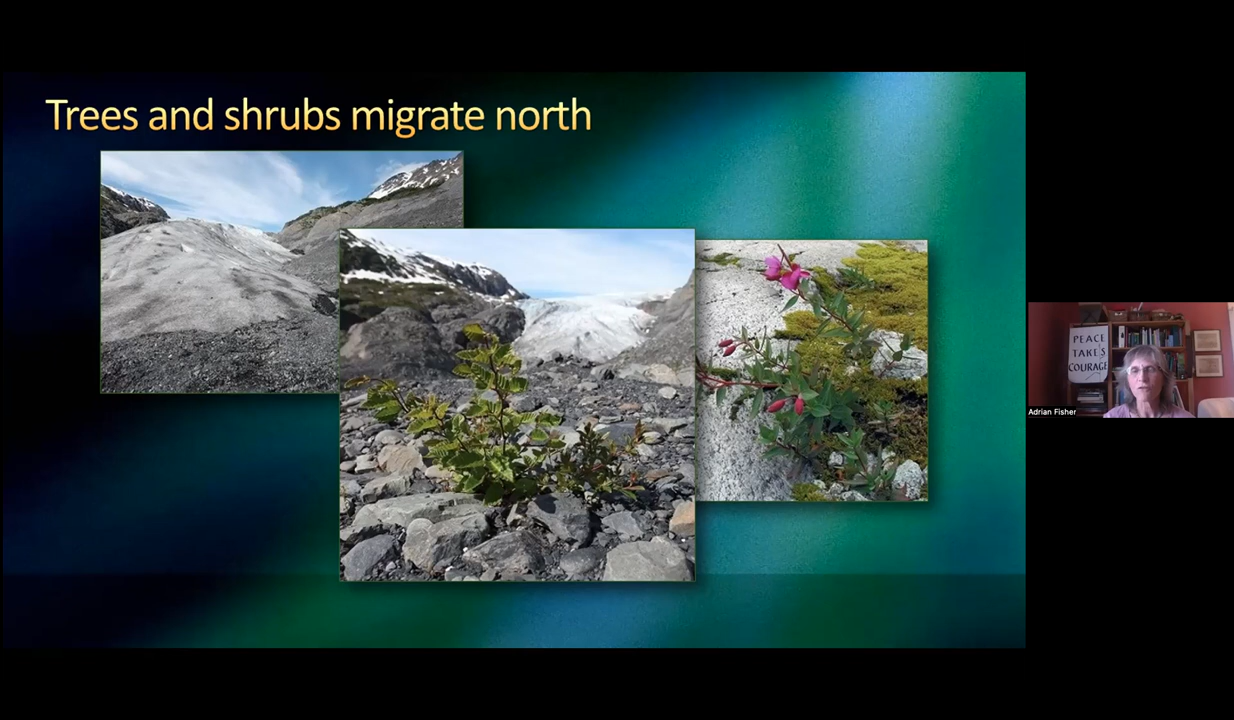 Trees and shrubs migrate north
PEACE
TAKES
COURAGE
Adrian Fisher